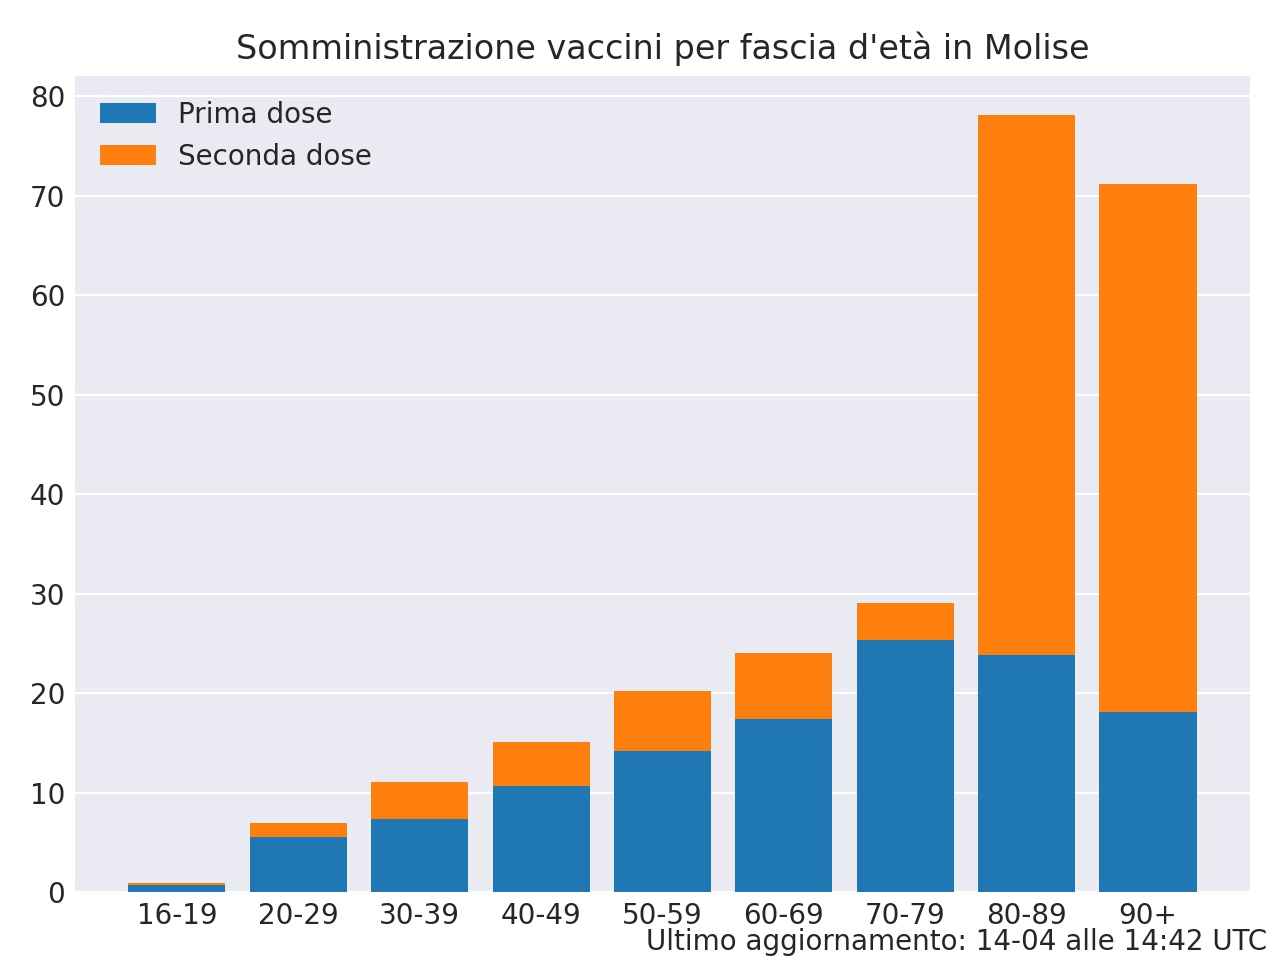 Somministrazione vaccini per fascia d'età in Molise
Prima dose
Seconda dose
80
70
60
50
40
30
20
10
0
16-19 20-29 30-39 40-49 50-59 60-69 70-79 80-89 90+
Ultimo aggiornamento: 14-04 alle 14:42 UTC